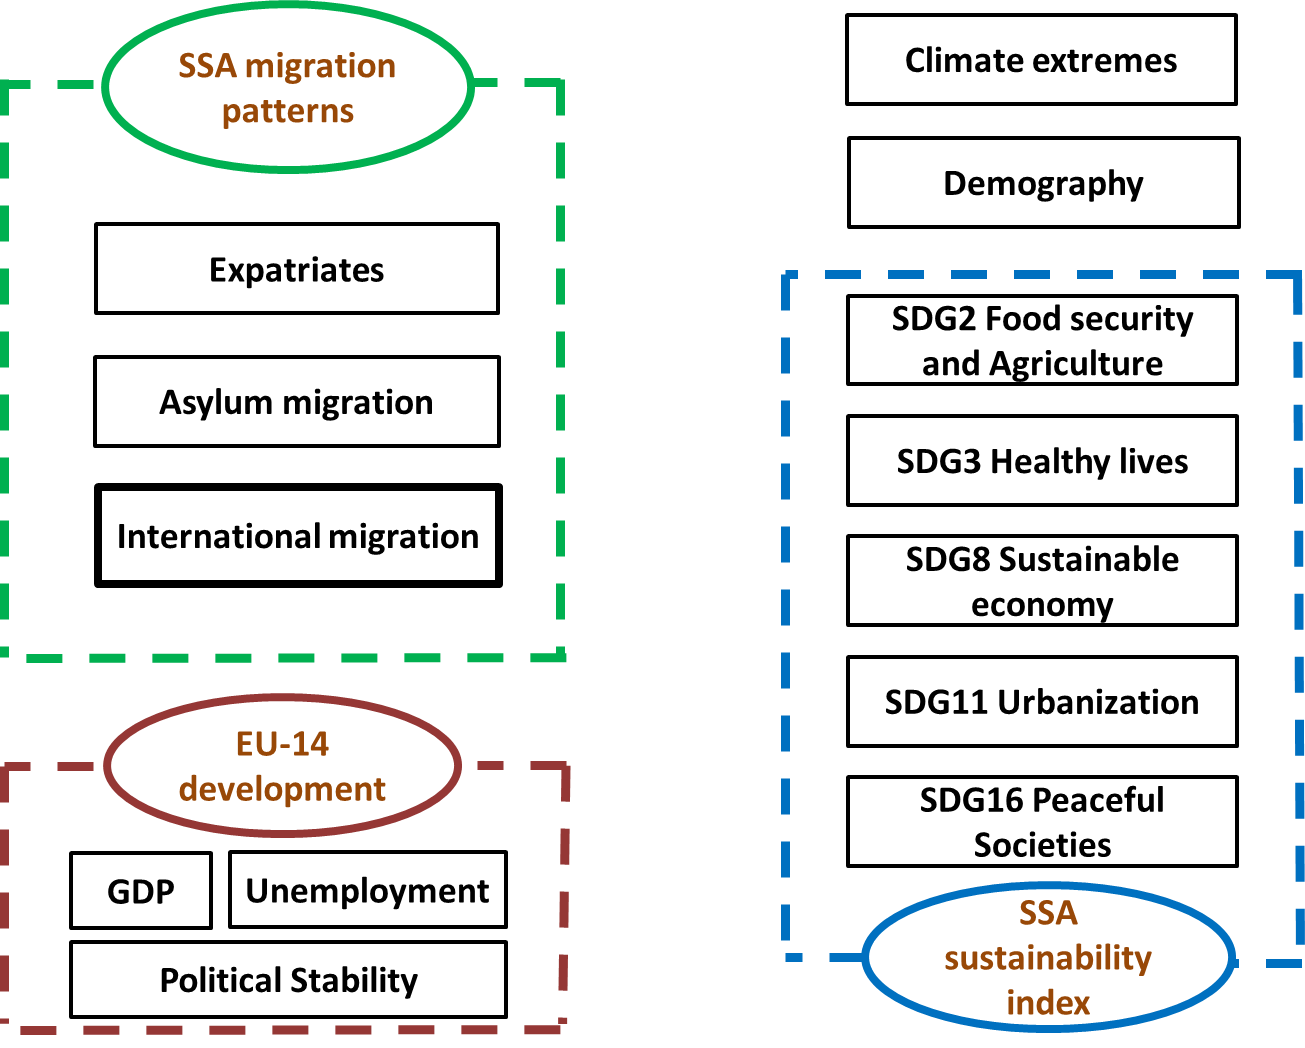 SSA migration
patterns
Expatriates
Asylum migration
International migration
EU-14
development
GDP
Unemployment
Political Stability
Climate extremes
Demography
SDG2 Food security
and Agriculture
SDG3 Healthy lives
SDG8 Sustainable
economy
SDG11 Urbanization
SDG16 Peaceful
Societies
SSA
sustainability
index